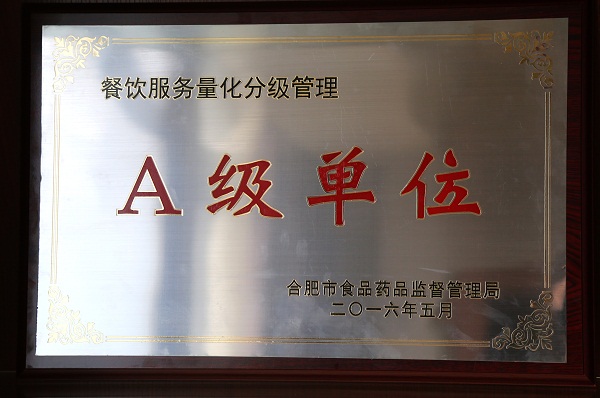 餐饮服务量化分级管理
A级单位
合肥市食品药品监督管理局
二〇一六年五月